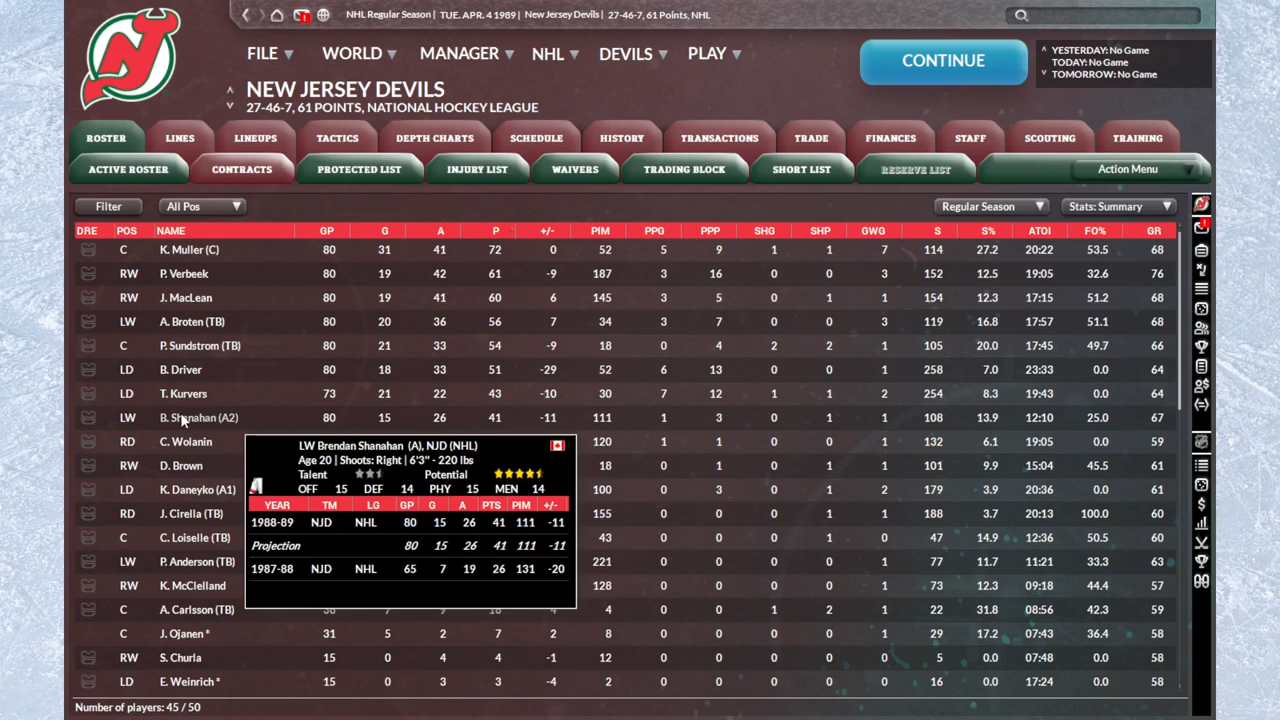 NHL Regular Season | TUE. APR. 4 1989 | New Jersey Devils | 27-46-7, 61 Points, NHL
FILE WORLD MANAGER NHL DEVILS PLAY
CONTINUE
YESTERDAY: No Game
TODAY: No Game
TOMORROW: No Game
NEW JERSEY DEVILS
27-46-7, 61 POINTS, NATIONAL HOCKEY LEAGUE
ROSTER LINES LINEUPS TACTICS DEPTH CHARTS SCHEDULE HISTORY TRANSACTIONS TRADE FINANCES STAFF SCOUTING TRAINING
ACTIVE ROSTER CONTRACTS PROTECTED LIST INJURY LIST WAIVERS TRADING BLOCK SHORT LIST RESERVE LIST Action Menu
Filter All Pos Regular Season Stats: Summary
DRE POS NAME GP G A P +/- PIM PPG PPP SHG SHP GWG S S% ATOI FO% GR
C K. Muller (C) 80 31 41 72 0 52 5 9 1 1 7 114 27.2 20:22 53.5 68
RW P. Verbeek 80 19 42 61 -9 187 3 16 0 0 3 152 12.5 19:05 32.6 76
RW J. MacLean 80 19 41 60 6 145 3 5 0 1 1 154 12.3 17:15 51.2 68
LW A. Broten (TB) 80 20 36 56 7 34 3 7 0 0 3 119 16.8 17:57 51.1 68
C P. Sundstrom (TB) 80 21 33 54 -9 18 0 4 2 2 1 105 20.0 17:45 49.7 66
LD B. Driver 80 18 33 51 -29 52 6 13 0 0 1 258 7.0 23:33 0.0 64
LD T. Kurvers 73 21 22 43 -10 30 0 7 0 0 2 254 8.3 23:43 0.0 64
LW B. Shanahan (A2) 80 15 26 41 -11 111 1 3 0 0 1 108 13.9 12:10 25.0 67
RD C. Wolanin 120 1 1 0 0 1 132 6.1 19:05 0.0 59
RW D. Brown 18 0 1 0 1 1 101 9.9 15:04 45.5 61
LD K. Daneyko (A1) 100 0 3 0 1 2 179 3.9 23:36 0.0 61
RD J. Cirella (TB) 155 0 0 0 0 1 188 3.7 20:13 100.0 60
C C. Loiselle (TB) 43 0 0 0 1 0 47 14.9 12:36 50.5 60
LW P. Anderson (TB) 221 0 0 0 0 1 77 11.7 11:21 33.3 63
RW K. McClelland 128 0 0 0 0 1 73 12.3 09:18 44.4 57
C A. Carlsson (TB) 4 0 0 1 2 1 22 31.8 08:56 42.3 59
C J. Ojanen * 31 5 2 7 2 8 0 0 0 0 1 29 17.2 07:43 36.4 58
RW S. Churla 15 0 4 4 -1 12 0 0 0 0 0 5 0.0 07:48 0.0 58
LD E. Weinrich * 15 0 3 3 -4 2 0 0 0 0 0 16 0.0 17:24 0.0 58
LW Brendan Shanahan (A), NJD (NHL)
Age 20 | Shoots: Right | 6'3" - 220 lbs
Talent Potential
OFF 15 DEF 14 PHY 15 MEN 14
YEAR TM LG GP G A PTS PIM +/-
1988-89 NJD NHL 80 15 26 41 111 -11
Projection 80 15 26 41 111 -11
1987-88 NJD NHL 65 7 19 26 131 -20
Number of players: 45 / 50